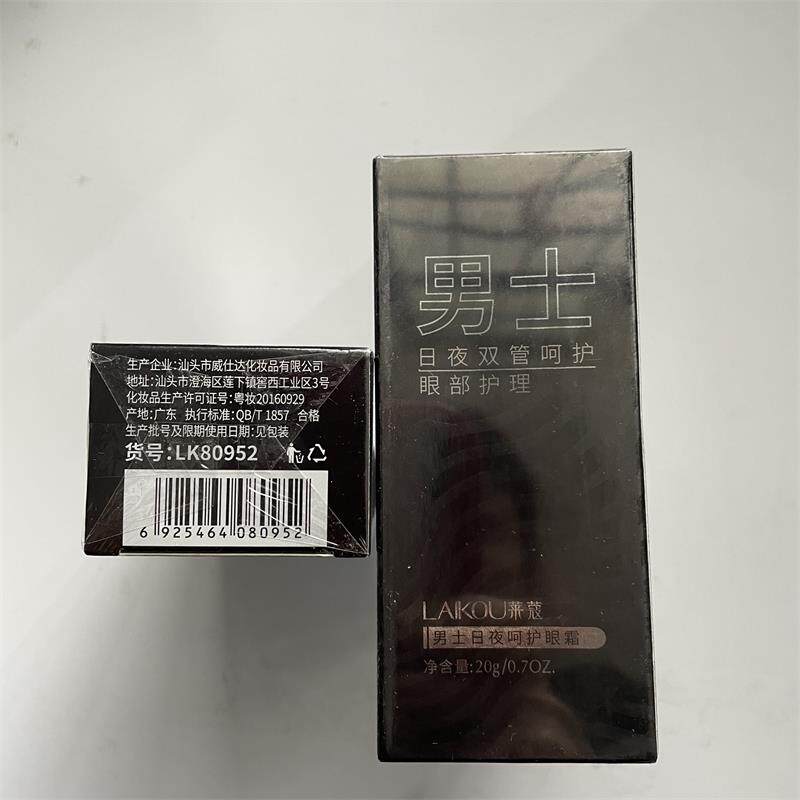 生产企业:汕头市威仕达化妆品有限公司
地址:汕头市澄海区莲下镇窖西工业区3号
化妆品生产许可证号:粤妆20160929
产地:广东 执行标准:QB/T 1857 合格
生产批号及限期使用日期:见包装
货号:LK80952
6 925464 080952
男士
日夜双管呵护
眼部护理
LAIKOU莱蔻
男士日夜呵护眼霜
净含量:20g/0.7OZ.